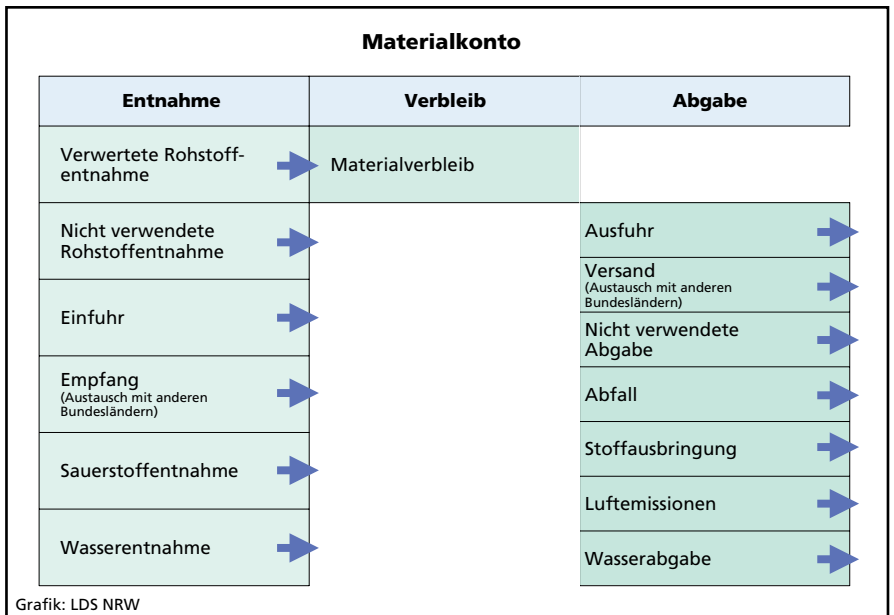 Materialkonto
Entnahme
Verbleib
Abgabe
Verwertete Rohstoff-
entnahme
Materialverbleib
Nicht verwendete
Rohstoffentnahme
Einfuhr
Empfang
(Austausch mit anderen
Bundesländern)
Sauerstoffentnahme
Wasserentnahme
Ausfuhr
Versand
(Austausch mit anderen
Bundesländern)
Nicht verwendete
Abgabe
Abfall
Stoffausbringung
Luftemissionen
Wasserabgabe
Grafik: LDS NRW